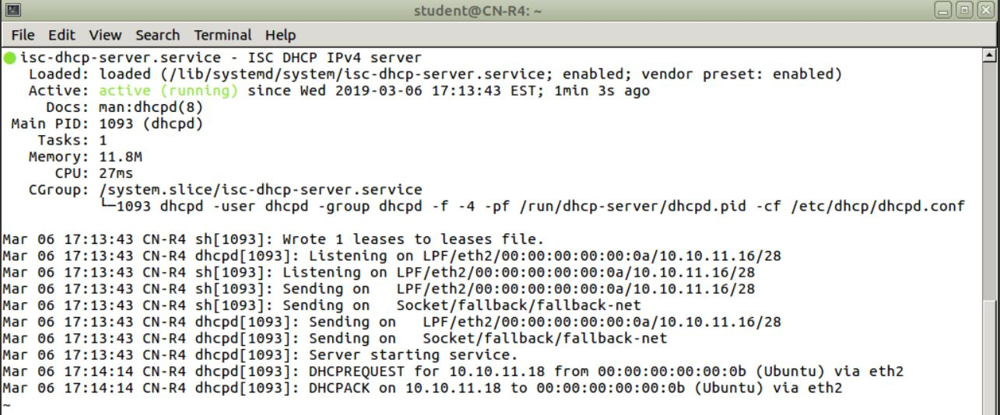 student@CN-R4: ~
File Edit View Search Terminal Help
● isc-dhcp-server.service - ISC DHCP IPv4 server
   Loaded: loaded (/lib/systemd/system/isc-dhcp-server.service; enabled; vendor preset: enabled)
   Active: active (running) since Wed 2019-03-06 17:13:43 EST; 1min 3s ago
     Docs: man:dhcpd(8)
 Main PID: 1093 (dhcpd)
    Tasks: 1
   Memory: 11.8M
      CPU: 27ms
   CGroup: /system.slice/isc-dhcp-server.service
           └─1093 dhcpd -user dhcpd -group dhcpd -f -4 -pf /run/dhcp-server/dhcpd.pid -cf /etc/dhcp/dhcpd.conf
Mar 06 17:13:43 CN-R4 sh[1093]: Wrote 1 leases to leases file.
Mar 06 17:13:43 CN-R4 dhcpd[1093]: Listening on LPF/eth2/00:00:00:00:00:0a/10.10.11.16/28
Mar 06 17:13:43 CN-R4 sh[1093]: Listening on LPF/eth2/00:00:00:00:00:0a/10.10.11.16/28
Mar 06 17:13:43 CN-R4 sh[1093]: Sending on   LPF/eth2/00:00:00:00:00:0a/10.10.11.16/28
Mar 06 17:13:43 CN-R4 sh[1093]: Sending on   Socket/fallback/fallback-net
Mar 06 17:13:43 CN-R4 dhcpd[1093]: Sending on   LPF/eth2/00:00:00:00:00:0a/10.10.11.16/28
Mar 06 17:13:43 CN-R4 dhcpd[1093]: Sending on   Socket/fallback/fallback-net
Mar 06 17:13:43 CN-R4 dhcpd[1093]: Server starting service.
Mar 06 17:14:14 CN-R4 dhcpd[1093]: DHCPREQUEST for 10.10.11.18 from 00:00:00:00:00:0b (Ubuntu) via eth2
Mar 06 17:14:14 CN-R4 dhcpd[1093]: DHCPACK on 10.10.11.18 to 00:00:00:00:00:0b (Ubuntu) via eth2
~